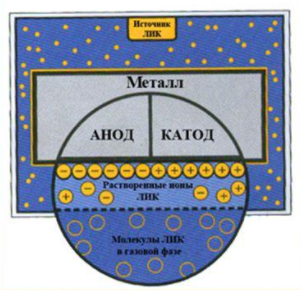 Источник
ЛИК
Металл
АНОД КАТОД
Растворенные ионы
ЛИК
Молекулы ЛИК
в газовой фазе